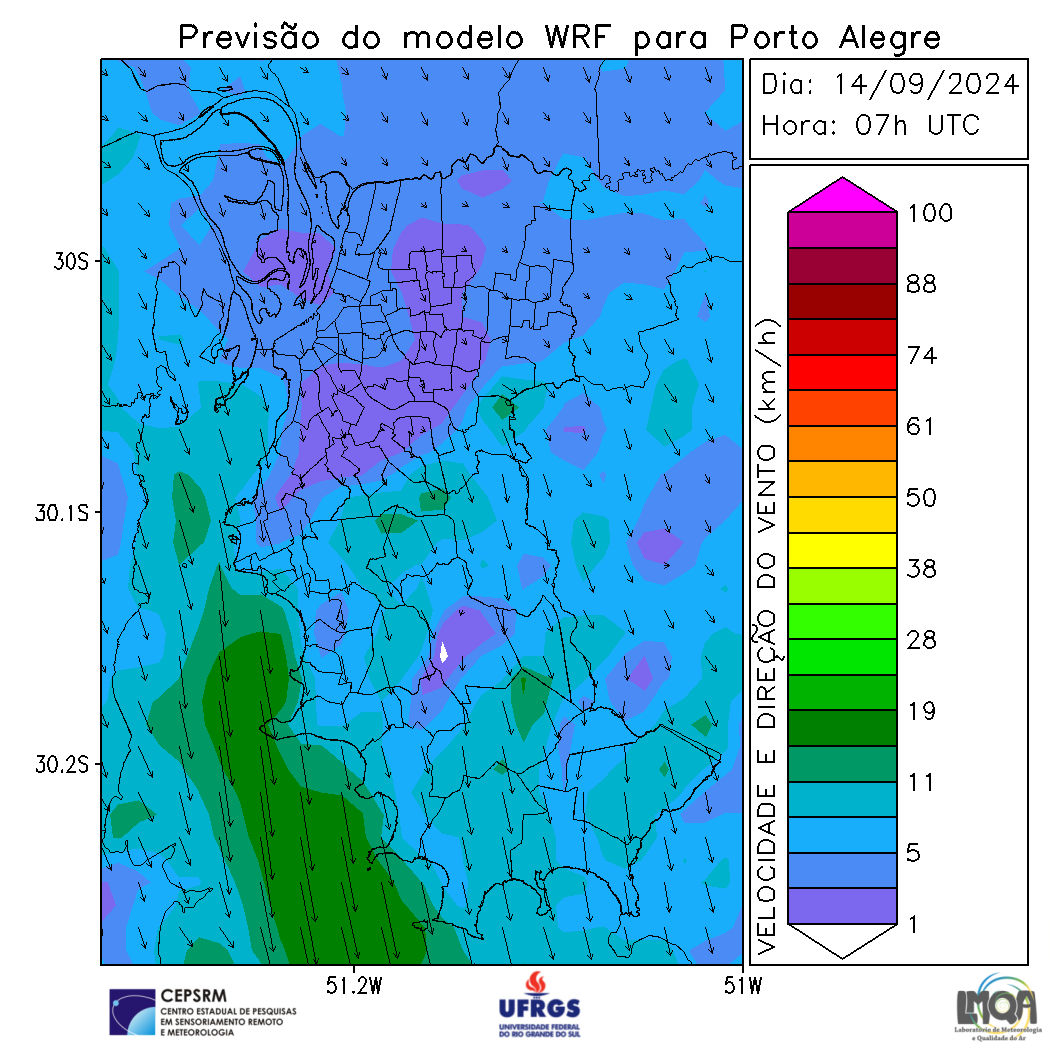 Previsão do modelo WRF para Porto Alegre
Dia: 14/09/2024
Hora: 07h UTC
30S
30.1S
30.2S
51.2W
51W
VELOCIDADE E DIREÇÃO DO VENTO (km/h)
100
88
74
61
50
38
28
19
11
5
1
CEPSRM
CENTRO ESTADUAL DE PESQUISAS
EM SENSORIAMENTO REMOTO
E METEOROLOGIA
UFRGS
UNIVERSIDADE FEDERAL
DO RIO GRANDE DO SUL
LMQA
Laboratório de Meteorologia
e Qualidade do Ar